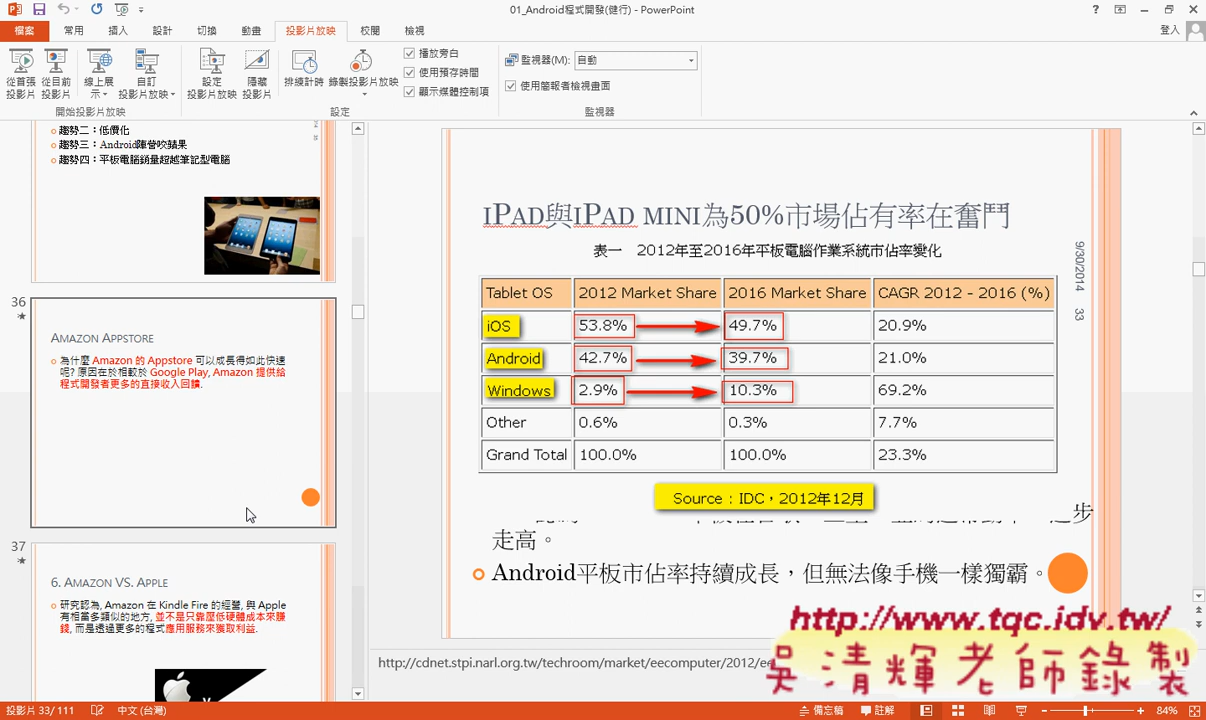 01_Android程式開發(健行) - PowerPoint
登入
檔案
常用
插入
設計
切換
動畫
投影片放映
校閱
檢視
從首張
投影片
從目前
投影片
線上展
示
自訂
投影片放映
設定
投影片放映
隱藏
投影片
排練計時
錄製投影片放映
播放旁白
使用預存時間
顯示媒體控制項
監視器(M):
自動
使用簡報者檢視畫面
開始投影片放映
設定
監視器
趨勢二：低價化
趨勢三：Android陣營咬蘋果
趨勢四：平板電腦銷量超越筆記型電腦
36
AMAZON APPSTORE
為什麼 Amazon 的 Appstore 可以成長得如此快速
呢? 原因在於相較於 Google Play, Amazon 提供給
程式開發者更多的直接收入回饋.
37
6. AMAZON VS. APPLE
研究認為, Amazon 在 Kindle Fire 的經營, 與 Apple
有相當多類似的地方, 並不是只靠壓低硬體成本來賺
錢, 而是透過更多的程式應用服務來獲取利益.
IPAD與IPAD MINI為50%市場佔有率在奮鬥
表一 2012年至2016年平板電腦作業系統市佔率變化
9/30/2014 33
Tablet OS 2012 Market Share 2016 Market Share CAGR 2012 - 2016 (%)
iOS 53.8% 49.7% 20.9%
Android 42.7% 39.7% 21.0%
Windows 2.9% 10.3% 69.2%
Other 0.6% 0.3% 7.7%
Grand Total 100.0% 100.0% 23.3%
Source：IDC，2012年12月
走高。
Android平板市佔率持續成長，但無法像手機一樣獨霸。
http://www.tqc.idv.tw/
吳清輝老師錄製
http://cdnet.stpi.narl.org.tw/techroom/market/eecomputer/2012/ee
投影片 33/ 111
中文 (台灣)
備忘稿
註解
84%